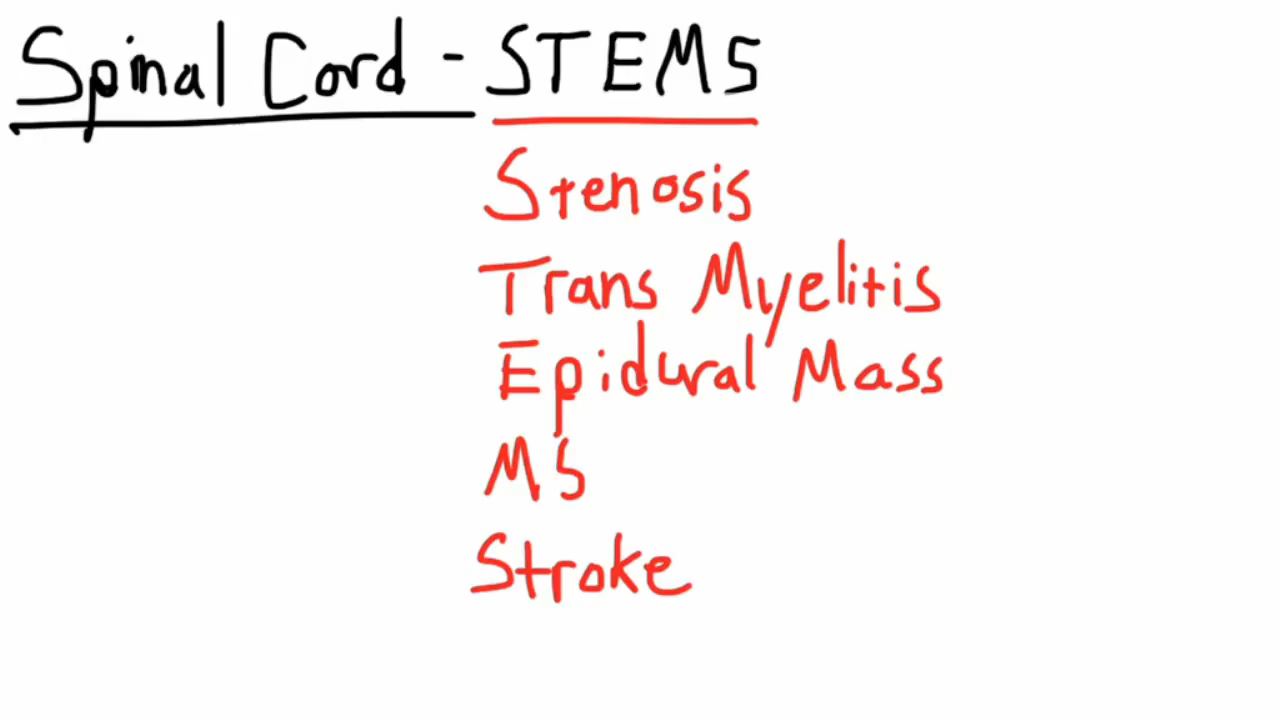 Spinal Cord - STEMS
Stenosis
Trans Myelitis
Epidural Mass
MS
Stroke